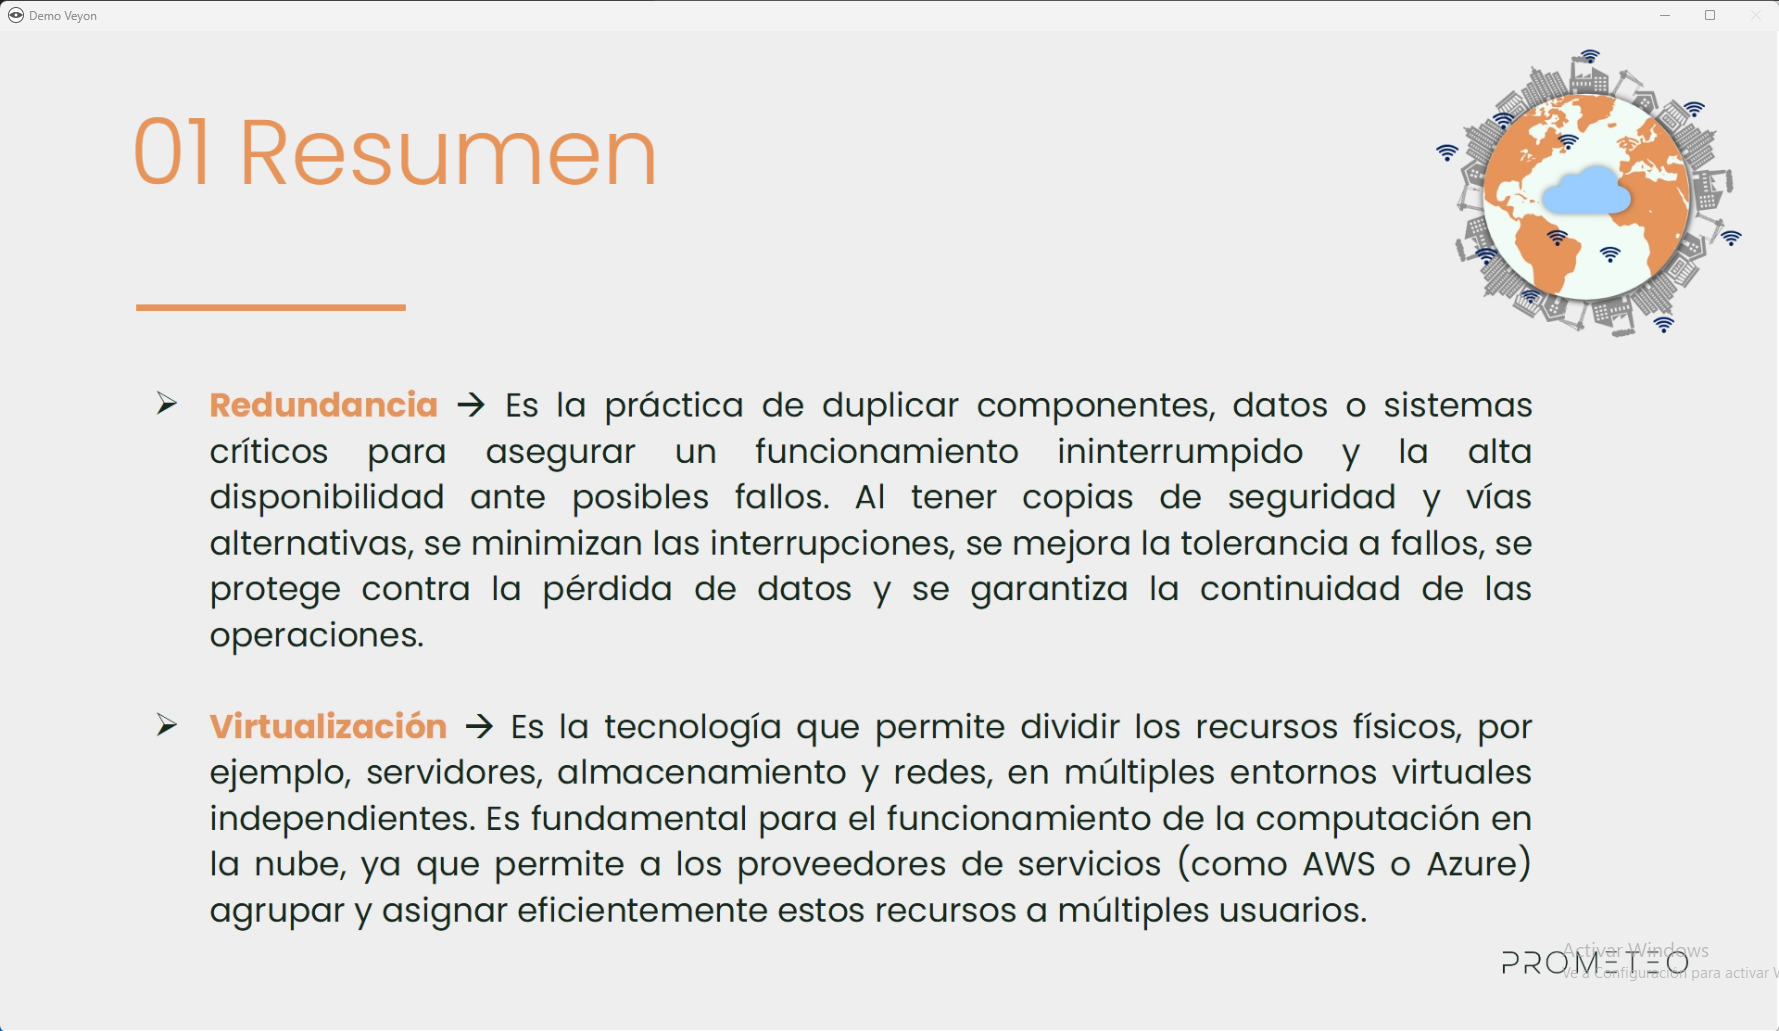 Demo Veyon
01 Resumen
➢ Redundancia → Es la práctica de duplicar componentes, datos o sistemas
críticos para asegurar un funcionamiento ininterrumpido y la alta
disponibilidad ante posibles fallos. Al tener copias de seguridad y vías
alternativas, se minimizan las interrupciones, se mejora la tolerancia a fallos, se
protege contra la pérdida de datos y se garantiza la continuidad de las
operaciones.
➢ Virtualización → Es la tecnología que permite dividir los recursos físicos, por
ejemplo, servidores, almacenamiento y redes, en múltiples entornos virtuales
independientes. Es fundamental para el funcionamiento de la computación en
la nube, ya que permite a los proveedores de servicios (como AWS o Azure)
agrupar y asignar eficientemente estos recursos a múltiples usuarios.
PROMETEO
Activar Windows
Ve a Configuración para activar W